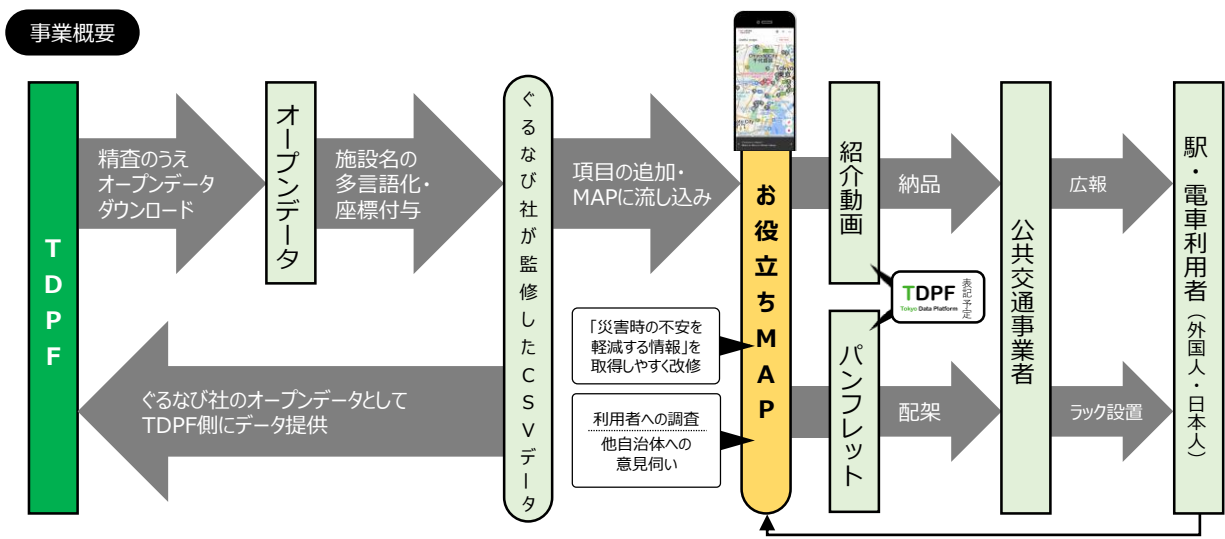 事業概要
TDPF
精査のうえ
オープンデータ
ダウンロード
オープンデータ
施設名の
多言語化・
座標付与
ぐるなび社が監修したCSVデータ
項目の追加・
MAPに流し込み
お役立ちMAP
「災害時の不安を
軽減する情報」を
取得しやすく改修
利用者への調査
他自治体への
意見伺い
ぐるなび社のオープンデータとして
TDPF側にデータ提供
紹介動画
パンフレット
TDPF
Tokyo Data Platform
表記予定
納品
配架
公共交通事業者
広報
ラック設置
駅・電車利用者（外国人・日本人）
千代田区
Tokyo
東京